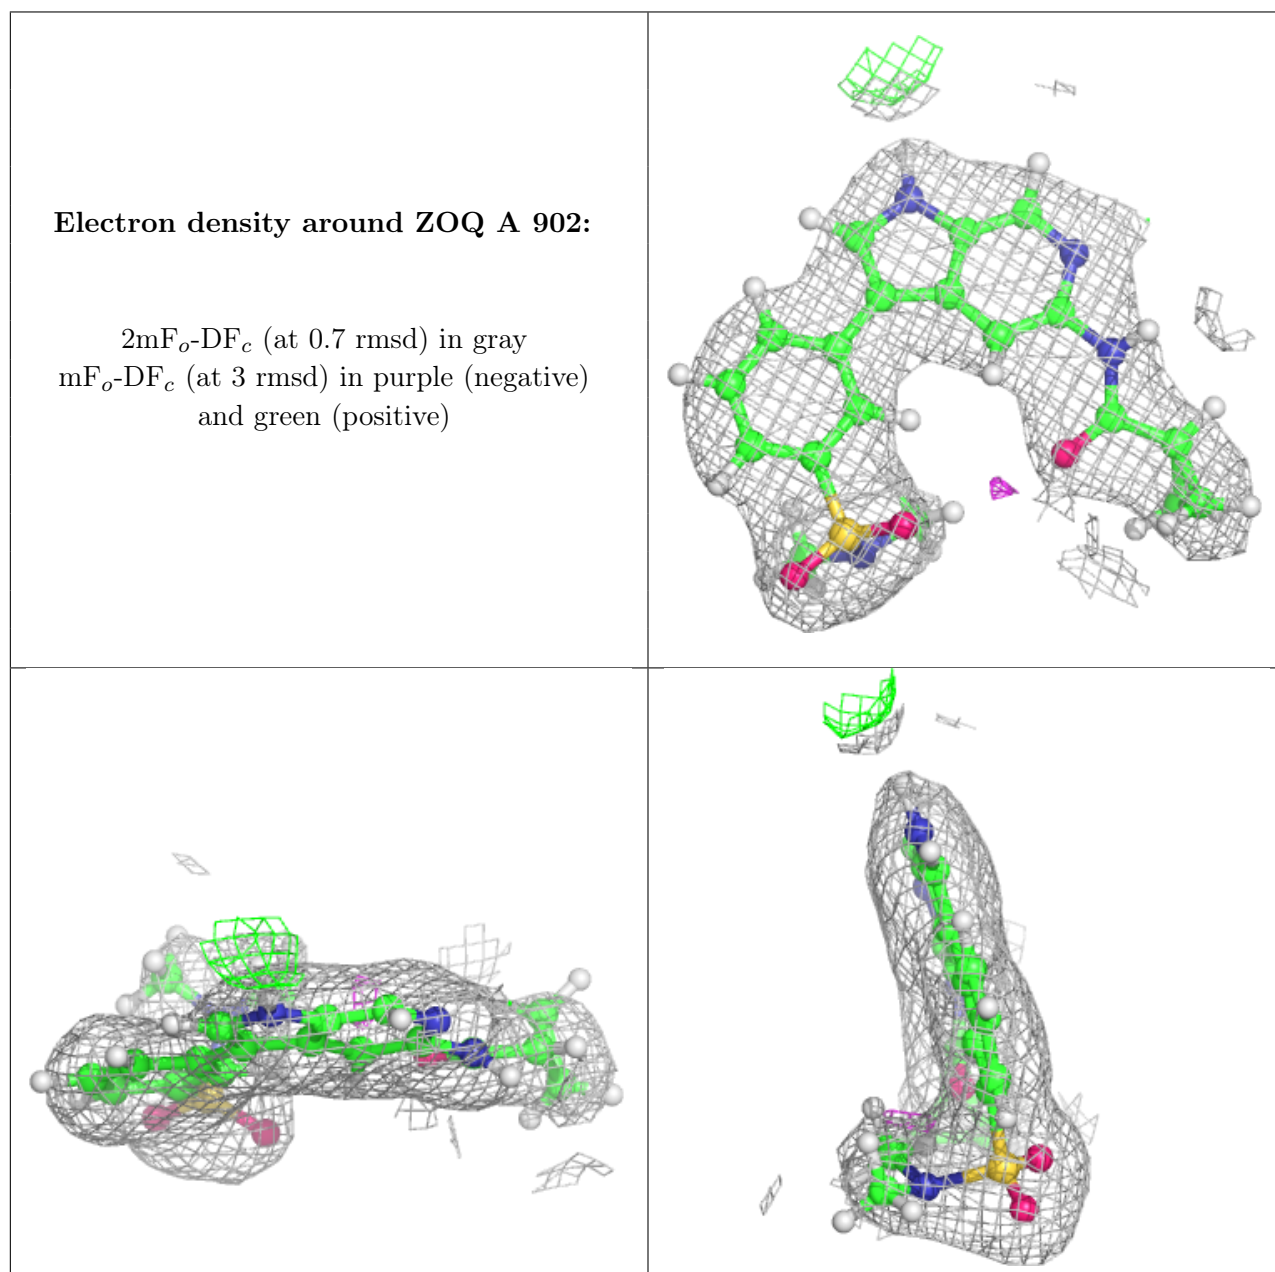 Electron density around ZOQ A 902:
2mFo-DFc (at 0.7 rmsd) in gray
mFo-DFc (at 3 rmsd) in purple (negative)
and green (positive)